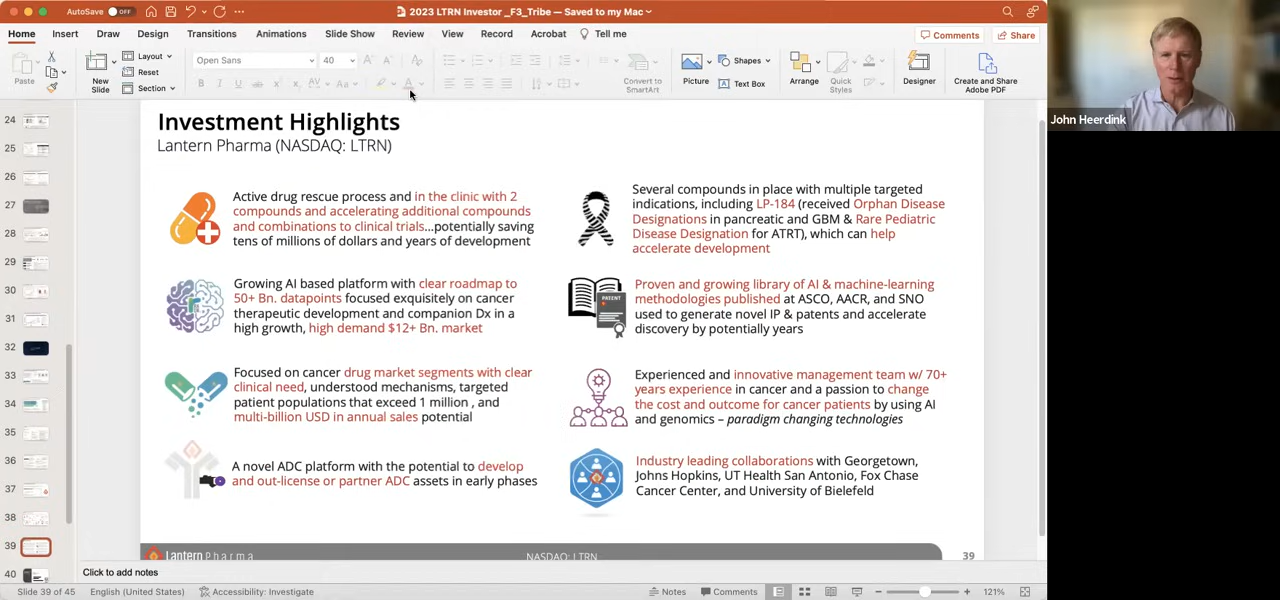 AutoSave OFF
2023 LTRN Investor _F3_Tribe — Saved to my Mac
Home Insert Draw Design Transitions Animations Slide Show Review View Record Acrobat Tell me
Comments Share
Paste
New
Slide
Layout
Reset
Section
Open Sans 40
Convert to
SmartArt
Picture
Shapes
Text Box
Arrange
Quick
Styles
Designer
Create and Share
Adobe PDF
John Heerdink
24
25
26
27
28
29
30
31
32
33
34
35
36
37
38
39
40
Investment Highlights
Lantern Pharma (NASDAQ: LTRN)
Active drug rescue process and in the clinic with 2
compounds and accelerating additional compounds
and combinations to clinical trials...potentially saving
tens of millions of dollars and years of development
Growing AI based platform with clear roadmap to
50+ Bn. datapoints focused exquisitely on cancer
therapeutic development and companion Dx in a
high growth, high demand $12+ Bn. market
Focused on cancer drug market segments with clear
clinical need, understood mechanisms, targeted
patient populations that exceed 1 million , and
multi-billion USD in annual sales potential
A novel ADC platform with the potential to develop
and out-license or partner ADC assets in early phases
Several compounds in place with multiple targeted
indications, including LP-184 (received Orphan Disease
Designations in pancreatic and GBM & Rare Pediatric
Disease Designation for ATRT), which can help
accelerate development
PATENT
Proven and growing library of AI & machine-learning
methodologies published at ASCO, AACR, and SNO
used to generate novel IP & patents and accelerate
discovery by potentially years
Experienced and innovative management team w/ 70+
years experience in cancer and a passion to change
the cost and outcome for cancer patients by using AI
and genomics – paradigm changing technologies
Industry leading collaborations with Georgetown,
Johns Hopkins, UT Health San Antonio, Fox Chase
Cancer Center, and University of Bielefeld
Lantern Pharma
NASDAQ: LTRN
39
Click to add notes
Slide 39 of 45 English (United States) Accessibility: Investigate
Notes Comments 121%